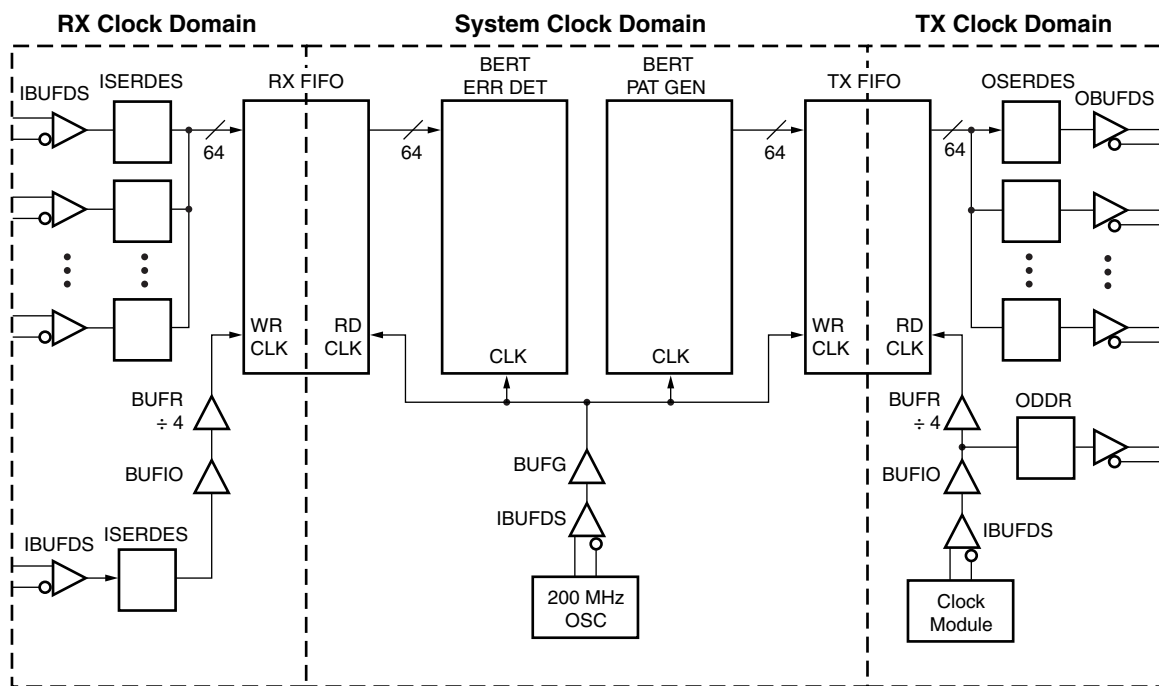 RX Clock Domain
System Clock Domain
TX Clock Domain
IBUFDS
ISERDES
RX FIFO
BERT
ERR DET
BERT
PAT GEN
TX FIFO
OSERDES
OBUFDS
64
64
64
64
WR
CLK
RD
CLK
CLK
CLK
WR
CLK
RD
CLK
BUFR
÷ 4
BUFIO
IBUFDS
ISERDES
BUFG
IBUFDS
200 MHz
OSC
BUFR
÷ 4
ODDR
BUFIO
IBUFDS
Clock
Module